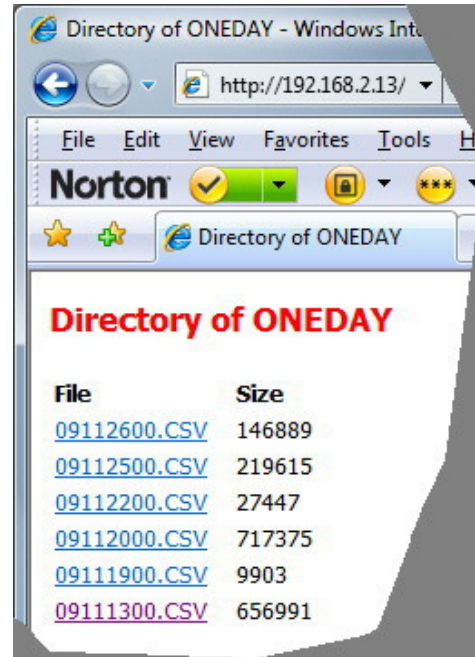 Directory of ONEDAY - Windows
http://192.168.2.13/
File Edit View Favorites Tools
Norton
Directory of ONEDAY
Directory of ONEDAY
File Size
09112600.CSV 146889
09112500.CSV 219615
09112200.CSV 27447
09112000.CSV 717375
09111900.CSV 9903
09111300.CSV 656991